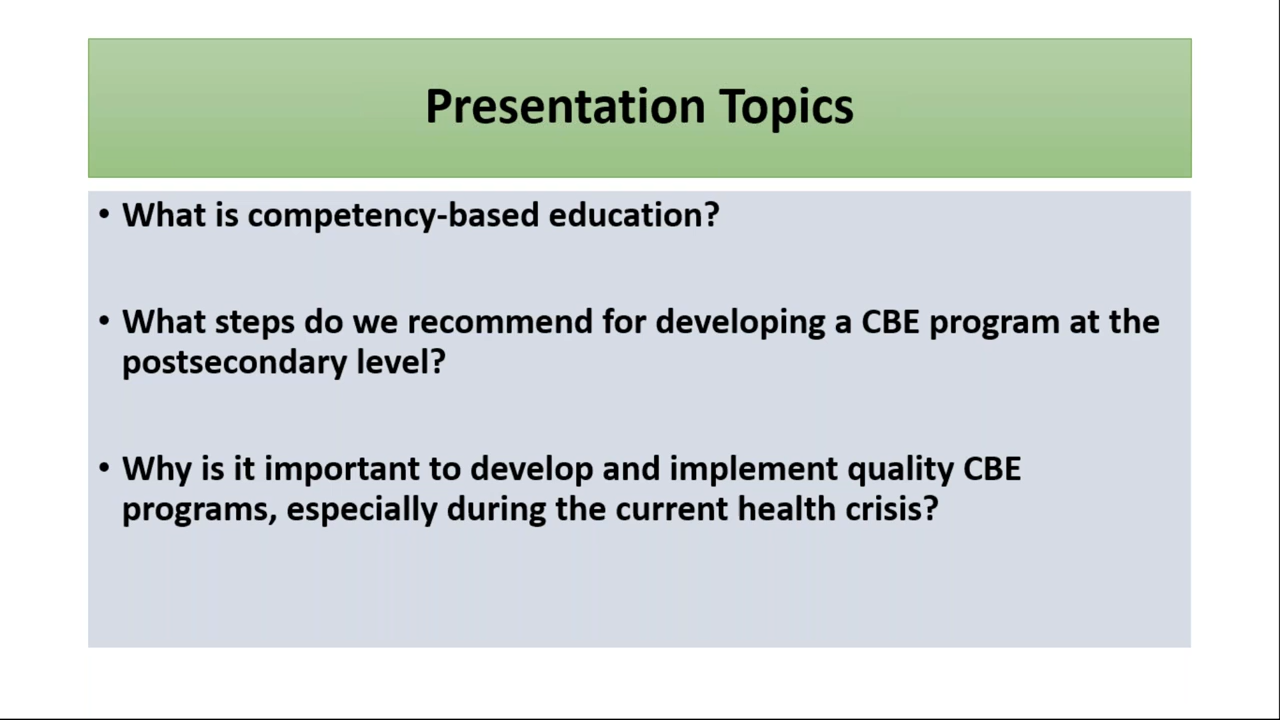 Presentation Topics
• What is competency-based education?
• What steps do we recommend for developing a CBE program at the
postsecondary level?
• Why is it important to develop and implement quality CBE
programs, especially during the current health crisis?